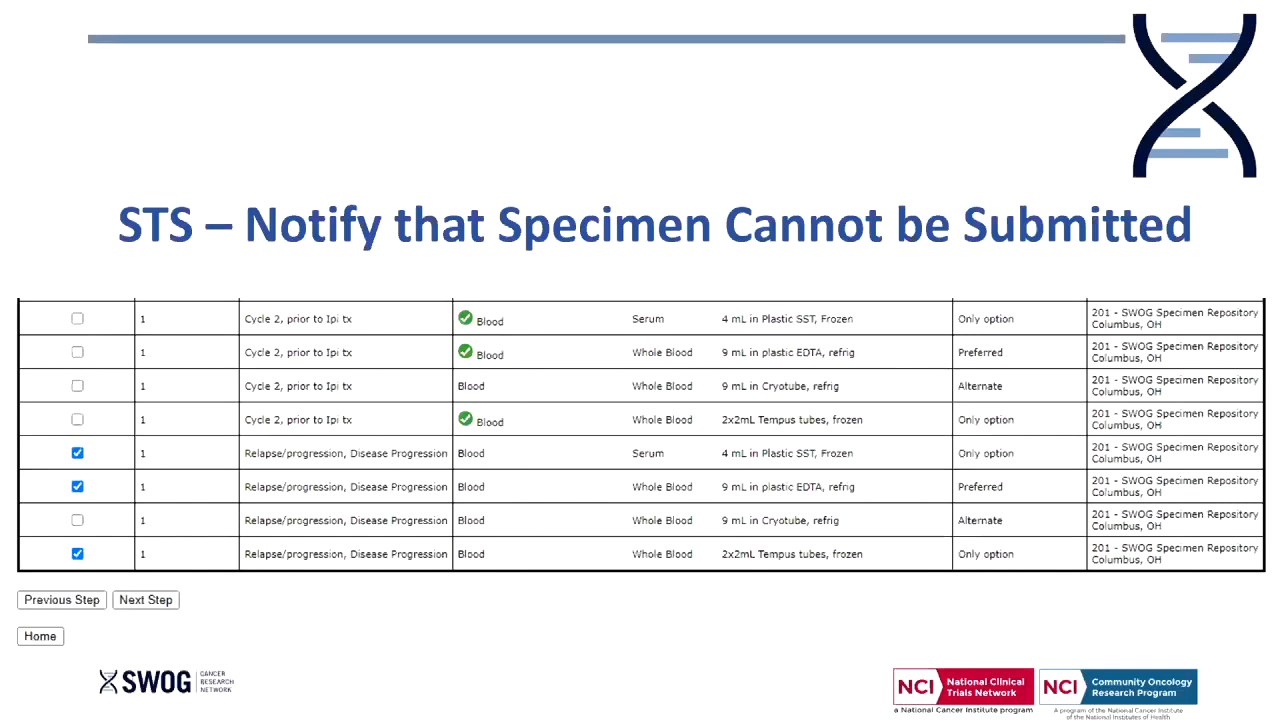 STS – Notify that Specimen Cannot be Submitted
1 Cycle 2, prior to Ipi tx Blood Serum 4 mL in Plastic SST, Frozen Only option 201 - SWOG Specimen Repository
Columbus, OH
1 Cycle 2, prior to Ipi tx Blood Whole Blood 9 mL in plastic EDTA, refrig Preferred 201 - SWOG Specimen Repository
Columbus, OH
1 Cycle 2, prior to Ipi tx Blood Whole Blood 9 mL in Cryotube, refrig Alternate 201 - SWOG Specimen Repository
Columbus, OH
1 Cycle 2, prior to Ipi tx Blood Whole Blood 2x2mL Tempus tubes, frozen Only option 201 - SWOG Specimen Repository
Columbus, OH
1 Relapse/progression, Disease Progression Blood Serum 4 mL in Plastic SST, Frozen Only option 201 - SWOG Specimen Repository
Columbus, OH
1 Relapse/progression, Disease Progression Blood Whole Blood 9 mL in plastic EDTA, refrig Preferred 201 - SWOG Specimen Repository
Columbus, OH
1 Relapse/progression, Disease Progression Blood Whole Blood 9 mL in Cryotube, refrig Alternate 201 - SWOG Specimen Repository
Columbus, OH
1 Relapse/progression, Disease Progression Blood Whole Blood 2x2mL Tempus tubes, frozen Only option 201 - SWOG Specimen Repository
Columbus, OH
Previous Step Next Step
Home
SWOG CANCER
RESEARCH
NETWORK
NCI National Clinical
Trials Network
a National Cancer Institute program
NCI Community Oncology
Research Program
A program of the National Cancer Institute
of the National Institutes of Health